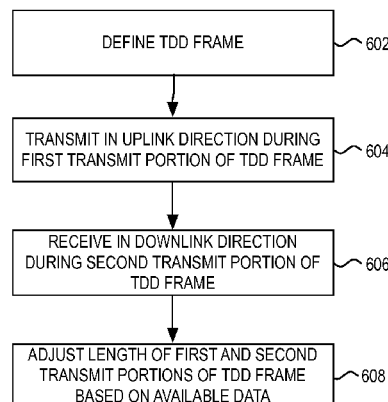 DEFINE TDD FRAME
602
TRANSMIT IN UPLINK DIRECTION DURING
FIRST TRANSMIT PORTION OF TDD FRAME
604
RECEIVE IN DOWNLINK DIRECTION
DURING SECOND TRANSMIT PORTION OF
TDD FRAME
606
ADJUST LENGTH OF FIRST AND SECOND
TRANSMIT PORTIONS OF TDD FRAME
BASED ON AVAILABLE DATA
608